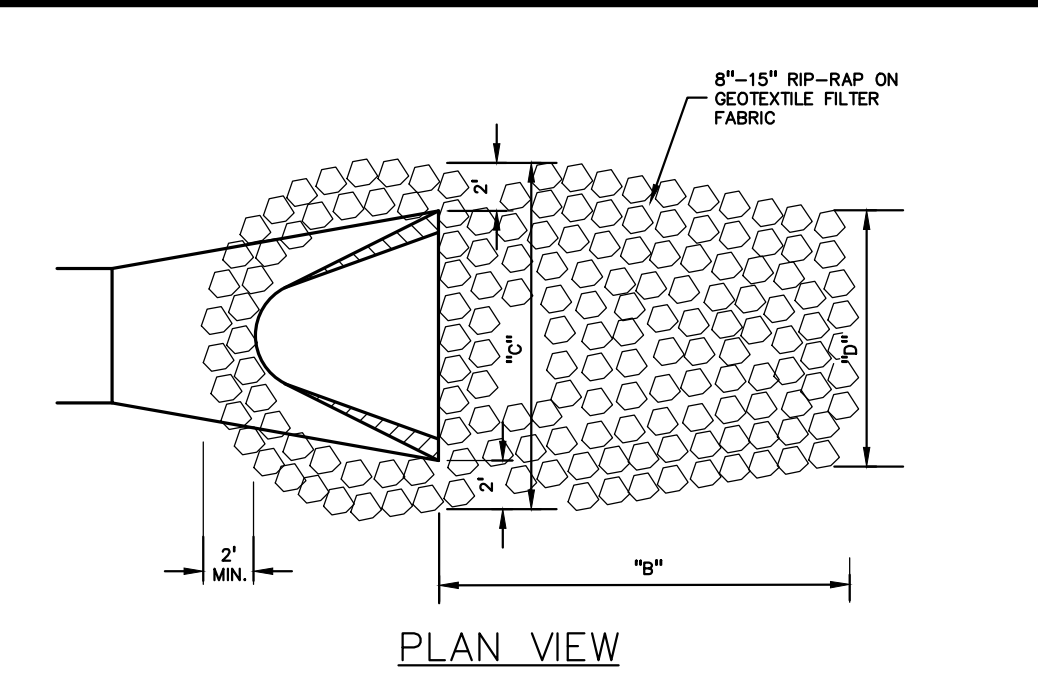 8"-15" RIP-RAP ON
GEOTEXTILE FILTER
FABRIC
2'
"C"
"D"
2'
2'
MIN.
"B"
PLAN VIEW